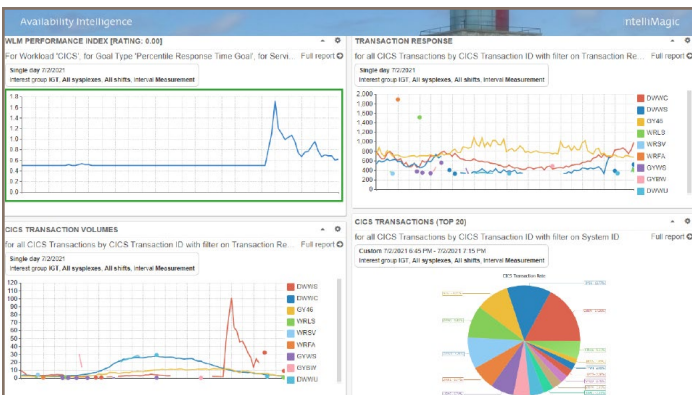 Availability Intelligence
IntelliMagic
WLM PERFORMANCE INDEX [RATING: 0.00]
For Workload 'CICS', for Goal Type 'Percentile Response Time Goal', for Servi... Full report
Single day 7/2/2021
Interest group IGT, All sysplexes, All shifts, Interval Measurement
1.8
1.6
1.4
1.2
1.0
0.8
0.6
0.4
0.2
0.0
TRANSACTION RESPONSE
for all CICS Transactions by CICS Transaction ID with filter on Transaction Re... Full report
Single day 7/2/2021
Interest group IGT, All sysplexes, All shifts, Interval Measurement
2,000
1,800
1,600
1,400
1,200
1,000
800
600
400
200
0
DWWC
DWWS
GY46
WRLS
WRSV
WRFA
GYWS
GYBW
DWWU
CICS TRANSACTION VOLUMES
for all CICS Transactions by CICS Transaction ID with filter on Transaction Re... Full report
Single day 7/2/2021
Interest group IGT, All sysplexes, All shifts, Interval Measurement
120
110
100
90
80
70
60
50
40
30
20
10
0
DWWS
DWWC
GY46
WRLS
WRSV
WRFA
GYWS
GYBW
DWWU
CICS TRANSACTIONS (TOP 20)
for all CICS Transactions by CICS Transaction ID with filter on System ID Full report
Custom 7/2/2021 6:45 PM - 7/2/2021 7:15 PM
Interest group IGT, All sysplexes, All shifts, Interval Measurement
CICS Transaction Rate